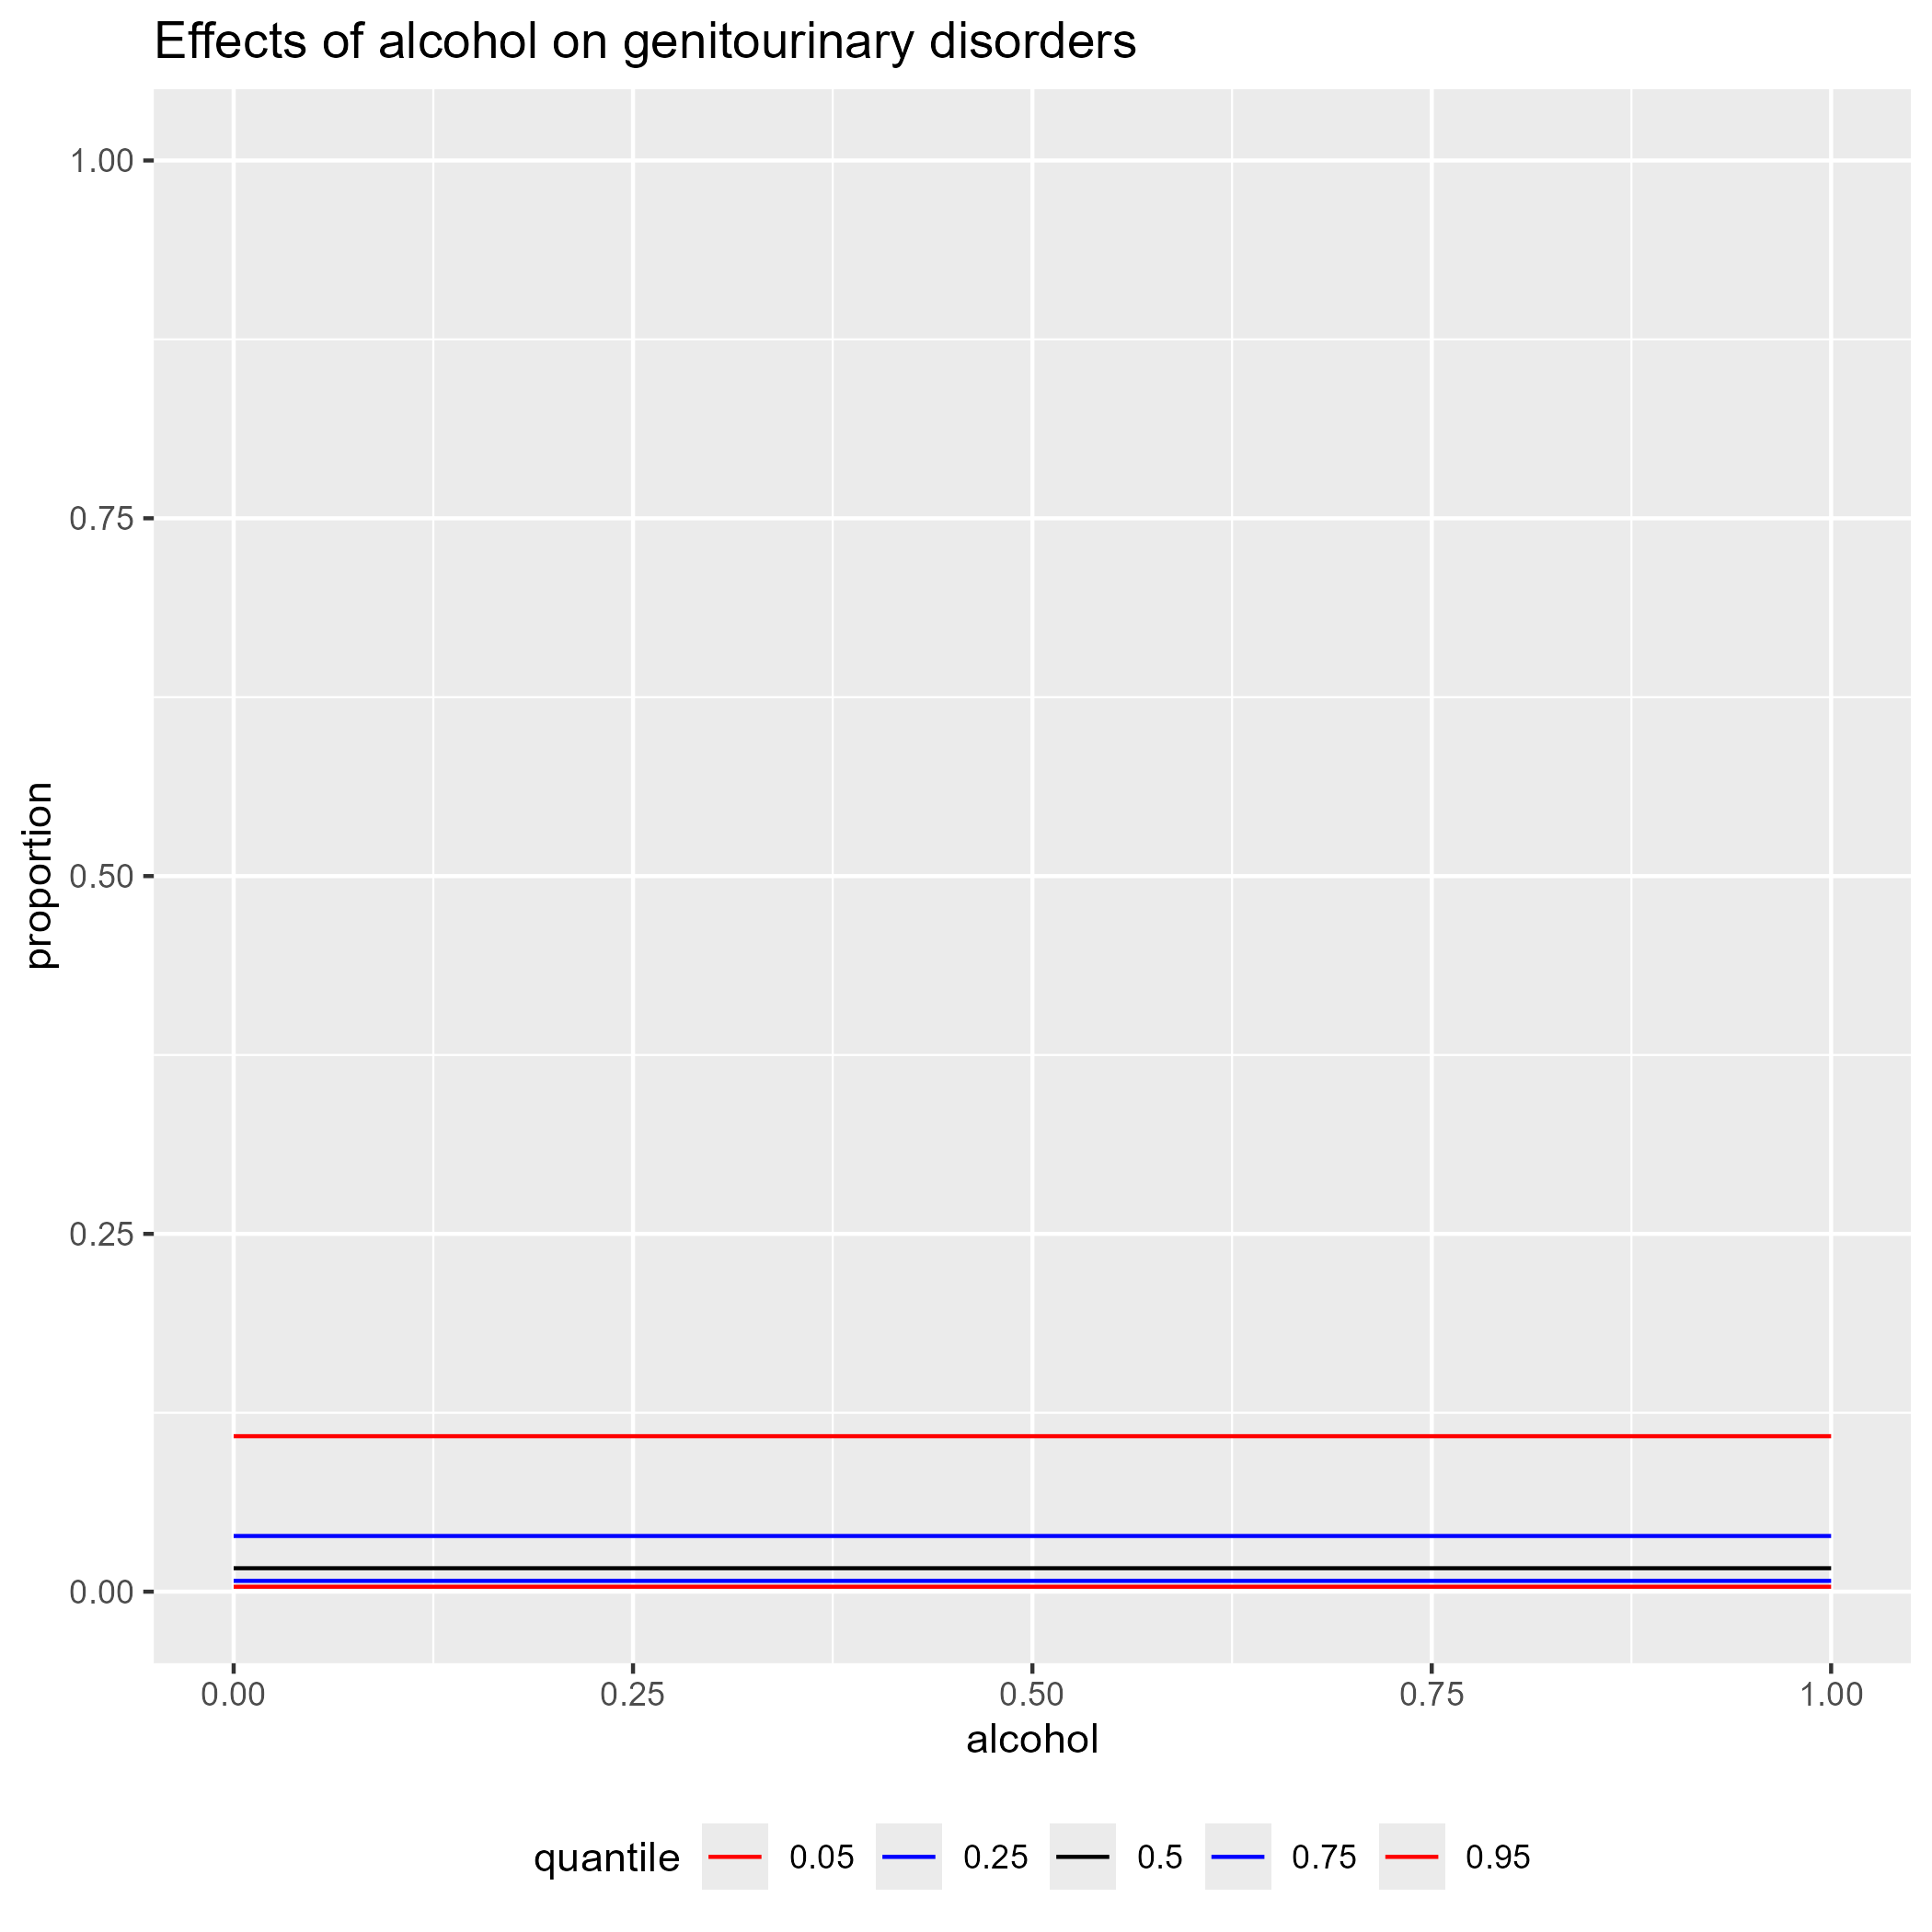 Effects of alcohol on genitourinary disorders
proportion
1.00
0.75
0.50
0.25
0.00
0.00 0.25 0.50 0.75 1.00
alcohol
quantile 0.05 0.25 0.5 0.75 0.95